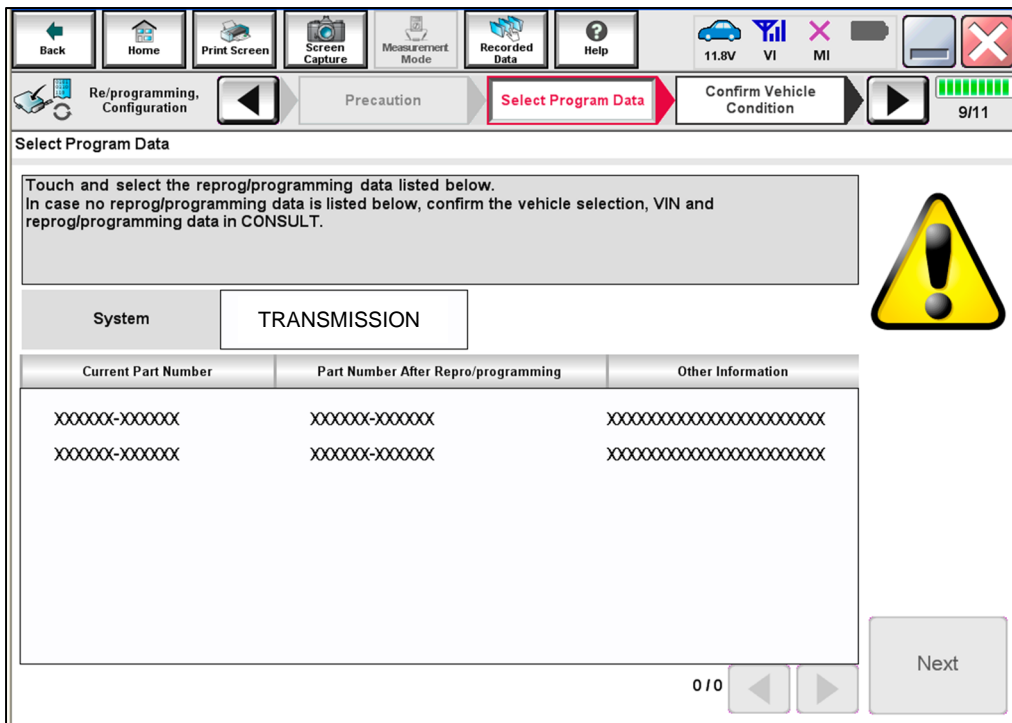 Back
Home
Print Screen
Screen
Capture
Measurement
Mode
Recorded
Data
?
Help
11.8V
VI
MI
Re/programming,
Configuration
Precaution
Select Program Data
Confirm Vehicle
Condition
9/11
Select Program Data
Touch and select the reprog/programming data listed below.
In case no reprog/programming data is listed below, confirm the vehicle selection, VIN and
reprog/programming data in CONSULT.
!
System
TRANSMISSION
Current Part Number
Part Number After Repro/programming
Other Information
XXXXXX-XXXXXX XXXXXX-XXXXXX XXXXXXXXXXXXXXXXXXXXXX
XXXXXX-XXXXXX XXXXXX-XXXXXX XXXXXXXXXXXXXXXXXXXXXX
0/0
Next